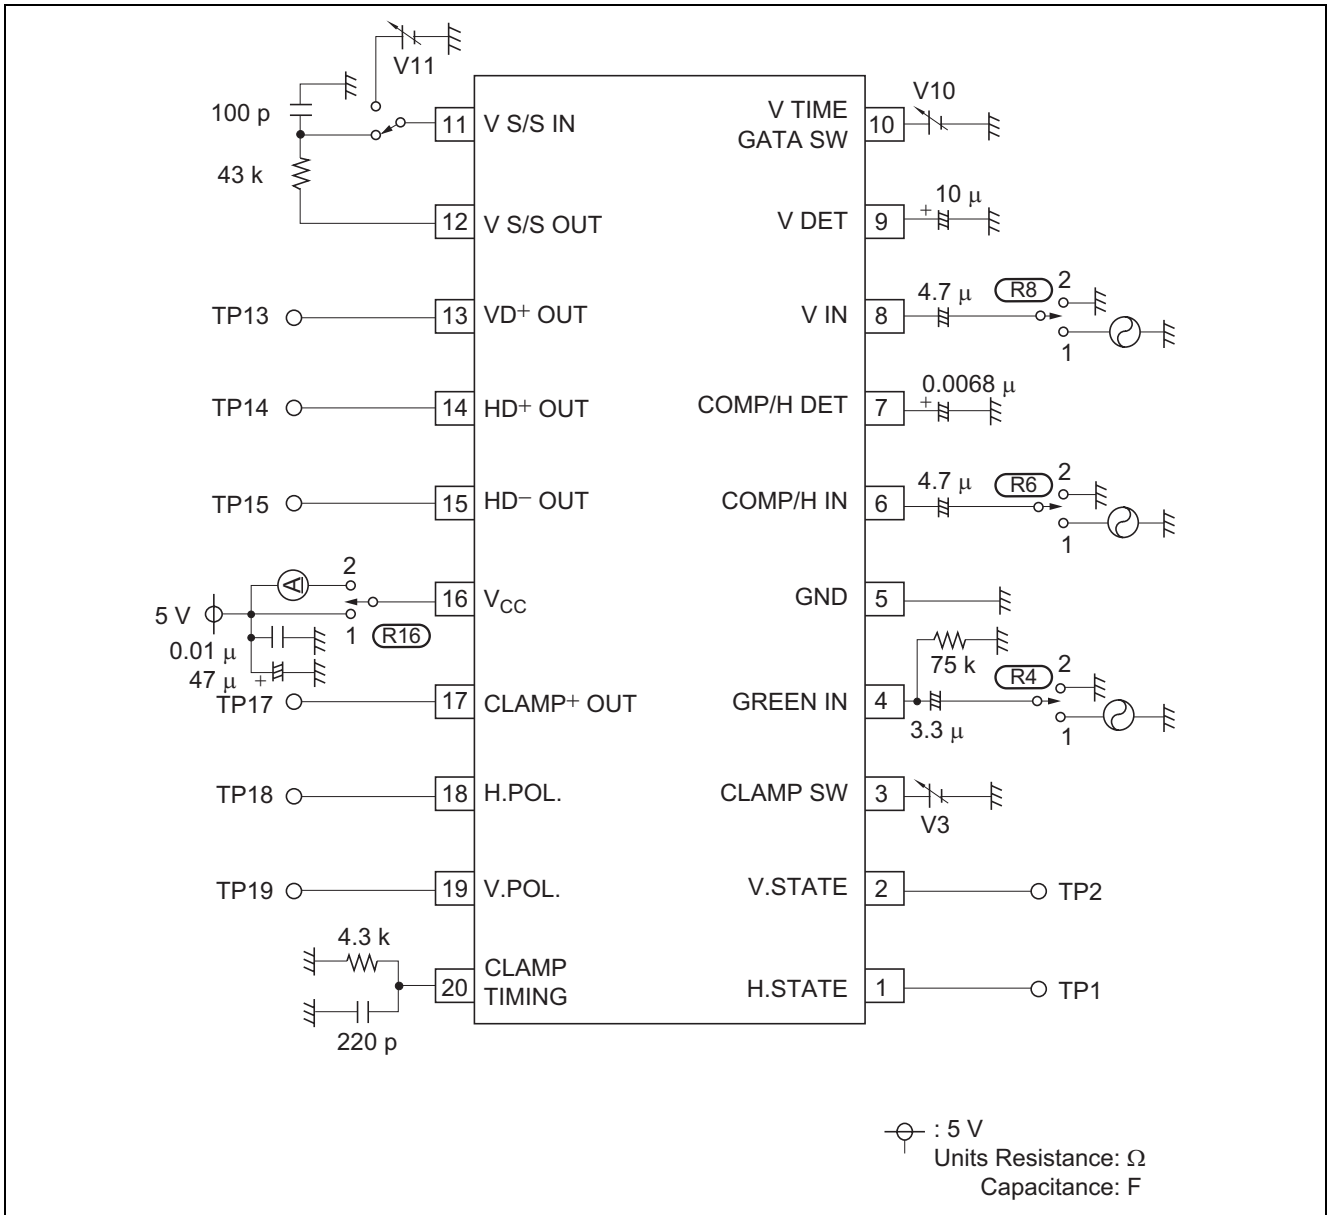 V11
100 p
43 k
11 V S/S IN
12 V S/S OUT
TP13 13 VD+ OUT
TP14 14 HD+ OUT
TP15 15 HD− OUT
A 2
5 V 1 R16 16 VCC
0.01 μ
47 μ +
TP17 17 CLAMP+ OUT
TP18 18 H.POL.
TP19 19 V.POL.
4.3 k
220 p
20 CLAMP
TIMING
V TIME
GATA SW 10 V10
V DET 9 + 10 μ
V IN 8 4.7 μ R8 2
1
COMP/H DET 7 + 0.0068 μ
COMP/H IN 6 4.7 μ R6 2
1
GND 5
75 k
GREEN IN 4 3.3 μ R4 2
1
CLAMP SW 3 V3
V.STATE 2 TP2
H.STATE 1 TP1
: 5 V
Units Resistance: Ω
Capacitance: F